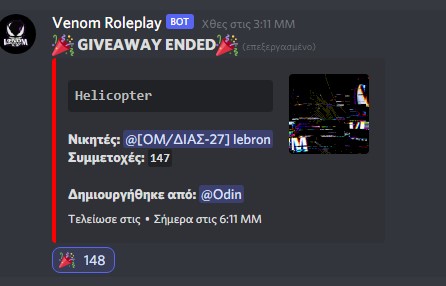 Venom Roleplay BOT Χθες στις 3:11 ΜΜ
🎉GIVEAWAY ENDED🎉 (επεξεργασμένο)
Helicopter
Νικητές: @[ΟΜ/ΔΙΑΣ-27] lebron
Συμμετοχές: 147
Δημιουργήθηκε από: @Odin
Τελείωσε στις • Σήμερα στις 6:11 ΜΜ
🎉 148